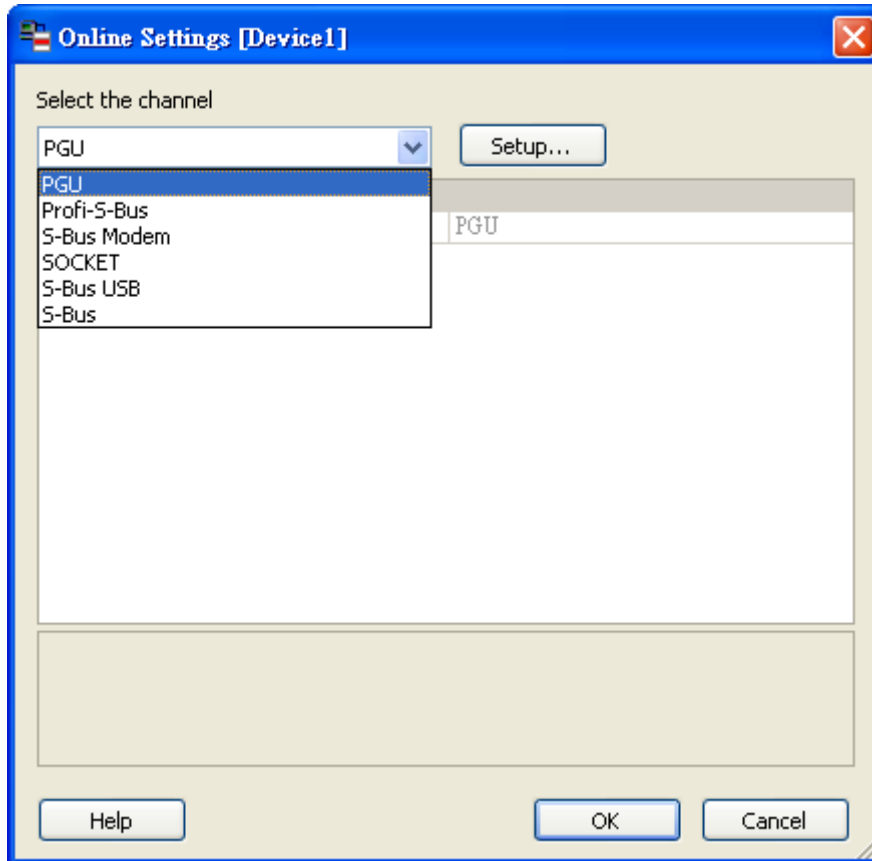 Online Settings [Device1]
Select the channel
PGU
Setup...
PGU
Profi-S-Bus
S-Bus Modem
SOCKET
S-Bus USB
S-Bus
PGU
Help
OK
Cancel